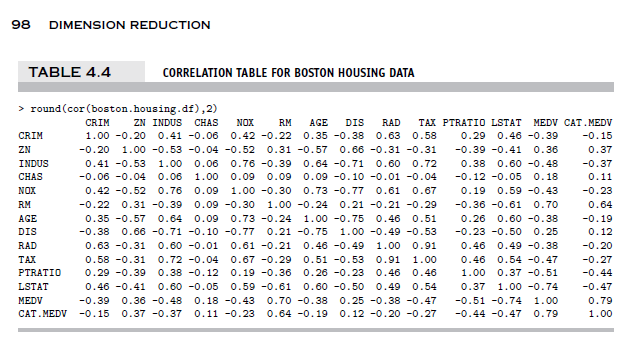 98 DIMENSION REDUCTION
TABLE 4.4 CORRELATION TABLE FOR BOSTON HOUSING DATA
> round(cor(boston.housing.df),2)
CRIM ZN INDUS CHAS NOX RM AGE DIS RAD TAX PTRATIO LSTAT MEDV CAT.MEDV
CRIM 1.00 -0.20 0.41 -0.06 0.42 -0.22 0.35 -0.38 0.63 0.58 0.29 0.46 -0.39 -0.15
ZN -0.20 1.00 -0.53 -0.04 -0.52 0.31 -0.57 0.66 -0.31 -0.31 -0.39 -0.41 0.36 0.37
INDUS 0.41 -0.53 1.00 0.06 0.76 -0.39 0.64 -0.71 0.60 0.72 0.38 0.60 -0.48 -0.37
CHAS -0.06 -0.04 0.06 1.00 0.09 0.09 0.09 -0.10 -0.01 -0.04 -0.12 -0.05 0.18 0.11
NOX 0.42 -0.52 0.76 0.09 1.00 -0.30 0.73 -0.77 0.61 0.67 0.19 0.59 -0.43 -0.23
RM -0.22 0.31 -0.39 0.09 -0.30 1.00 -0.24 0.21 -0.21 -0.29 -0.36 -0.61 0.70 0.64
AGE 0.35 -0.57 0.64 0.09 0.73 -0.24 1.00 -0.75 0.46 0.51 0.26 0.60 -0.38 -0.19
DIS -0.38 0.66 -0.71 -0.10 -0.77 0.21 -0.75 1.00 -0.49 -0.53 -0.23 -0.50 0.25 0.12
RAD 0.63 -0.31 0.60 -0.01 0.61 -0.21 0.46 -0.49 1.00 0.91 0.46 0.49 -0.38 -0.20
TAX 0.58 -0.31 0.72 -0.04 0.67 -0.29 0.51 -0.53 0.91 1.00 0.46 0.54 -0.47 -0.27
PTRATIO 0.29 -0.39 0.38 -0.12 0.19 -0.36 0.26 -0.23 0.46 0.46 1.00 0.37 -0.51 -0.44
LSTAT 0.46 -0.41 0.60 -0.05 0.59 -0.61 0.60 -0.50 0.49 0.54 0.37 1.00 -0.74 -0.47
MEDV -0.39 0.36 -0.48 0.18 -0.43 0.70 -0.38 0.25 -0.38 -0.47 -0.51 -0.74 1.00 0.79
CAT.MEDV -0.15 0.37 -0.37 0.11 -0.23 0.64 -0.19 0.12 -0.20 -0.27 -0.44 -0.47 0.79 1.00